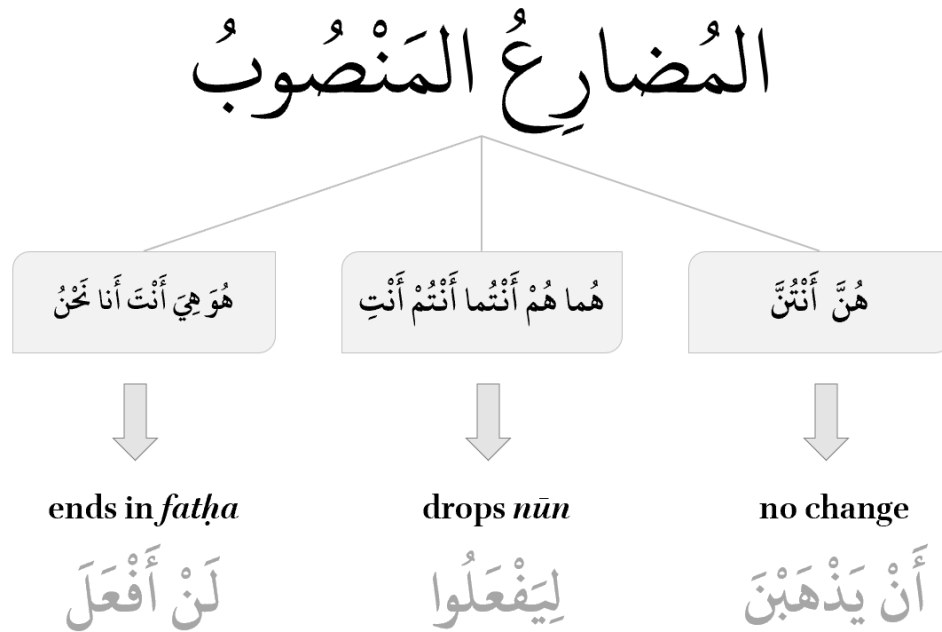 المُضارِعُ المَنْصُوبُ
هُوَ هِيَ أَنْتَ أَنا نَحْنُ
هُما هُمْ أَنْتُما أَنْتُمْ أَنْتِ
هُنَّ أَنْتُنَّ
ends in fatḥa
drops nūn
no change
لَنْ أَفْعَلَ
لِيَفْعَلُوا
أَنْ يَذْهَبْنَ